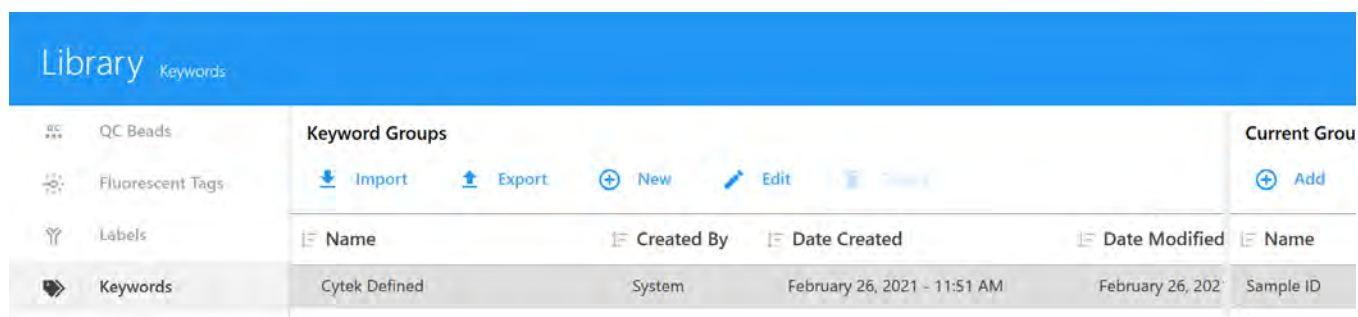 Library Keywords
QC Beads
Keyword Groups
Current Grou
Fluorescent Tags
Import Export New Edit
Add
Labels
Name Created By Date Created Date Modified
Name
Keywords
Cytek Defined System February 26, 2021 - 11:51 AM February 26, 202
Sample ID